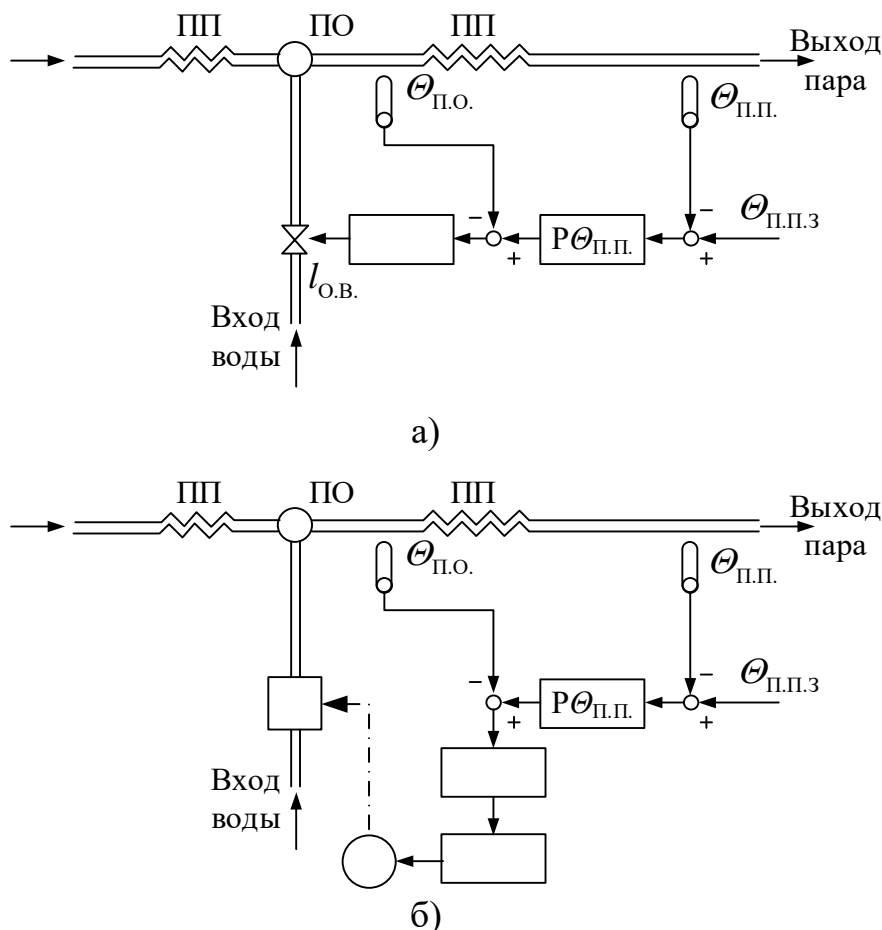 ПП ПО ПП
Выход
пара
Θп.о.
Θп.п.
Θп.п.з
РΘп.п.
− −
+ +
lо.в.
Вход
воды
а)
ПП ПО ПП
Выход
пара
Θп.о.
Θп.п.
Θп.п.з
РΘп.п.
− −
+ +
Вход
воды
б)